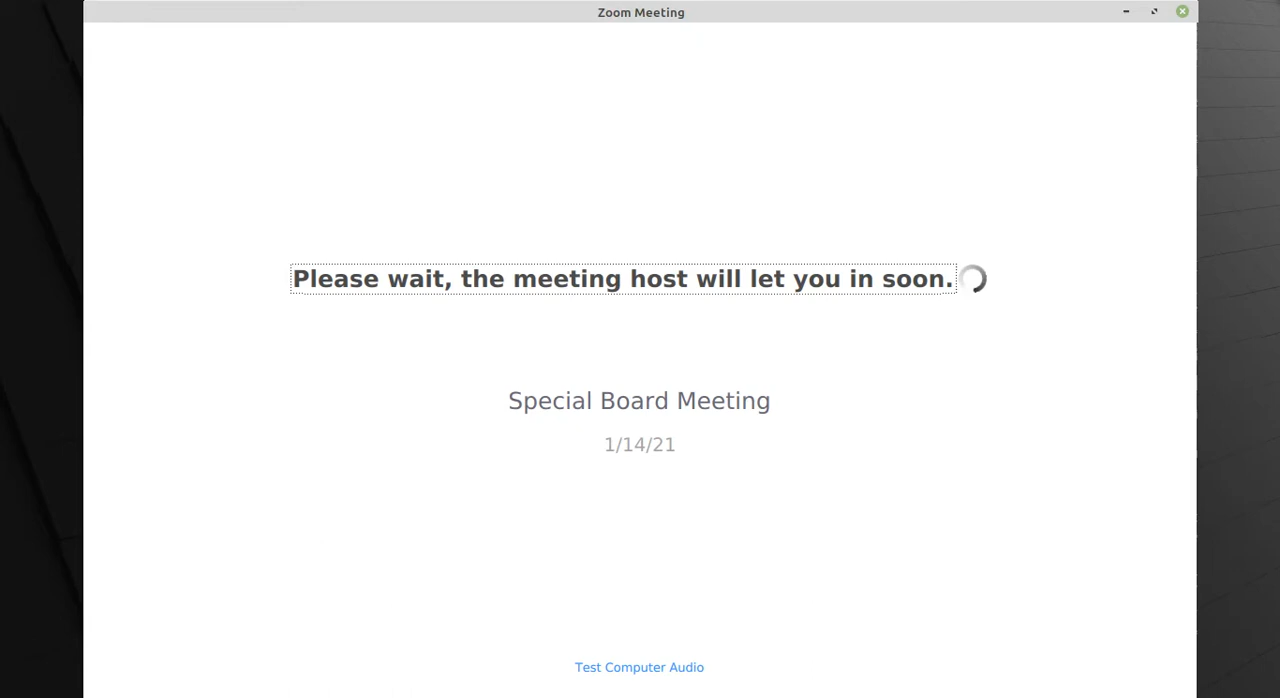 Zoom Meeting
Please wait, the meeting host will let you in soon.
Special Board Meeting
1/14/21
Test Computer Audio